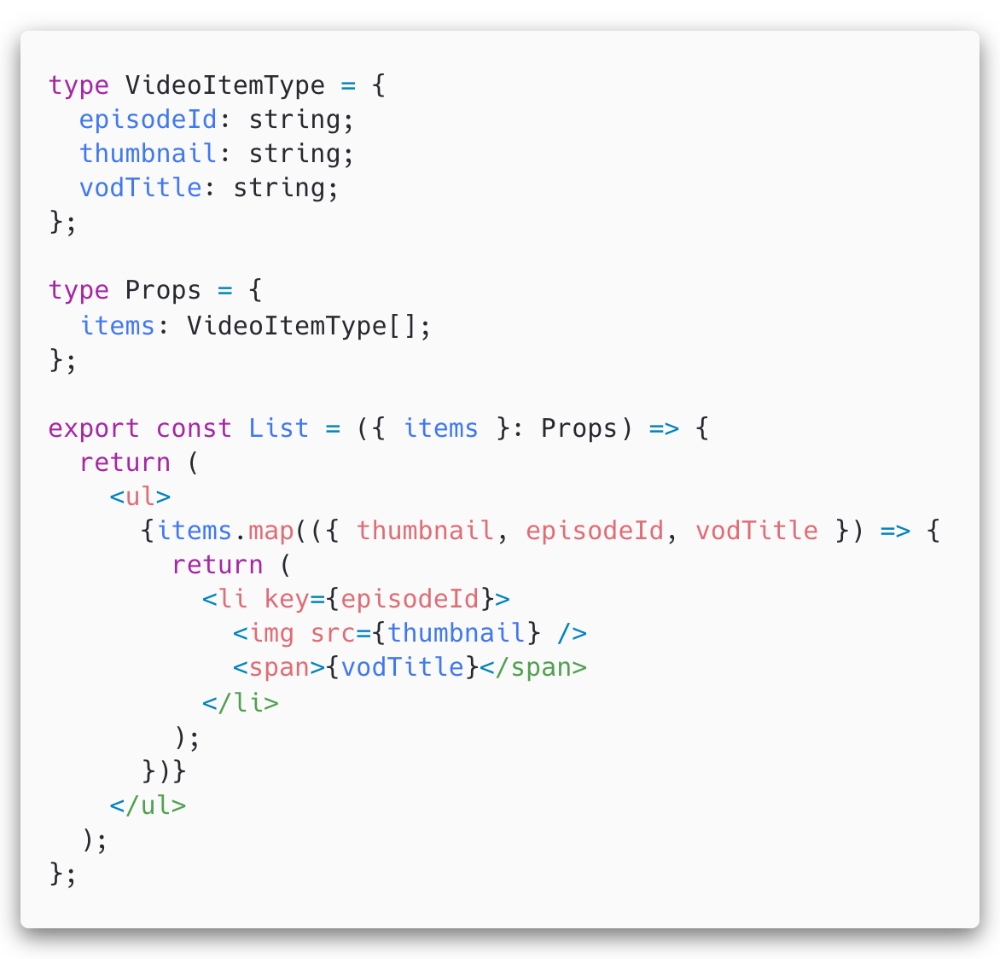 type VideoItemType = {
  episodeId: string;
  thumbnail: string;
  vodTitle: string;
};

type Props = {
  items: VideoItemType[];
};

export const List = ({ items }: Props) => {
  return (
    <ul>
      {items.map(({ thumbnail, episodeId, vodTitle }) => {
        return (
          <li key={episodeId}>
            <img src={thumbnail} />
            <span>{vodTitle}</span>
          </li>
        );
      })}
    </ul>
  );
};